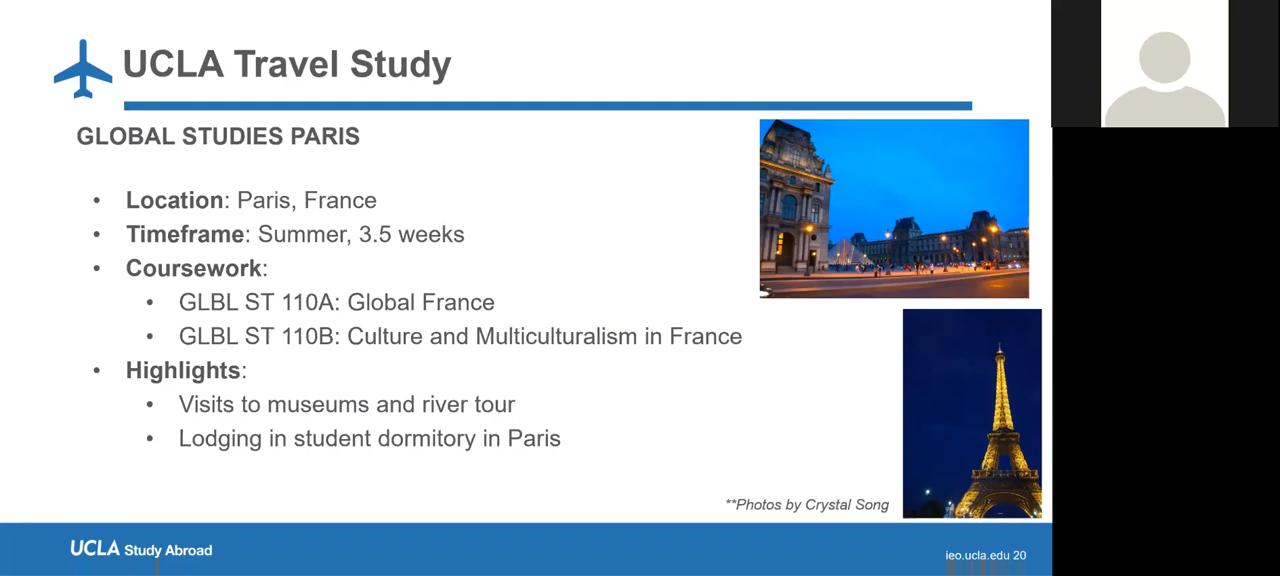 UCLA Travel Study
GLOBAL STUDIES PARIS
• Location: Paris, France
• Timeframe: Summer, 3.5 weeks
• Coursework:
• GLBL ST 110A: Global France
• GLBL ST 110B: Culture and Multiculturalism in France
• Highlights:
• Visits to museums and river tour
• Lodging in student dormitory in Paris
**Photos by Crystal Song
UCLA Study Abroad
ieo.ucla.edu 20